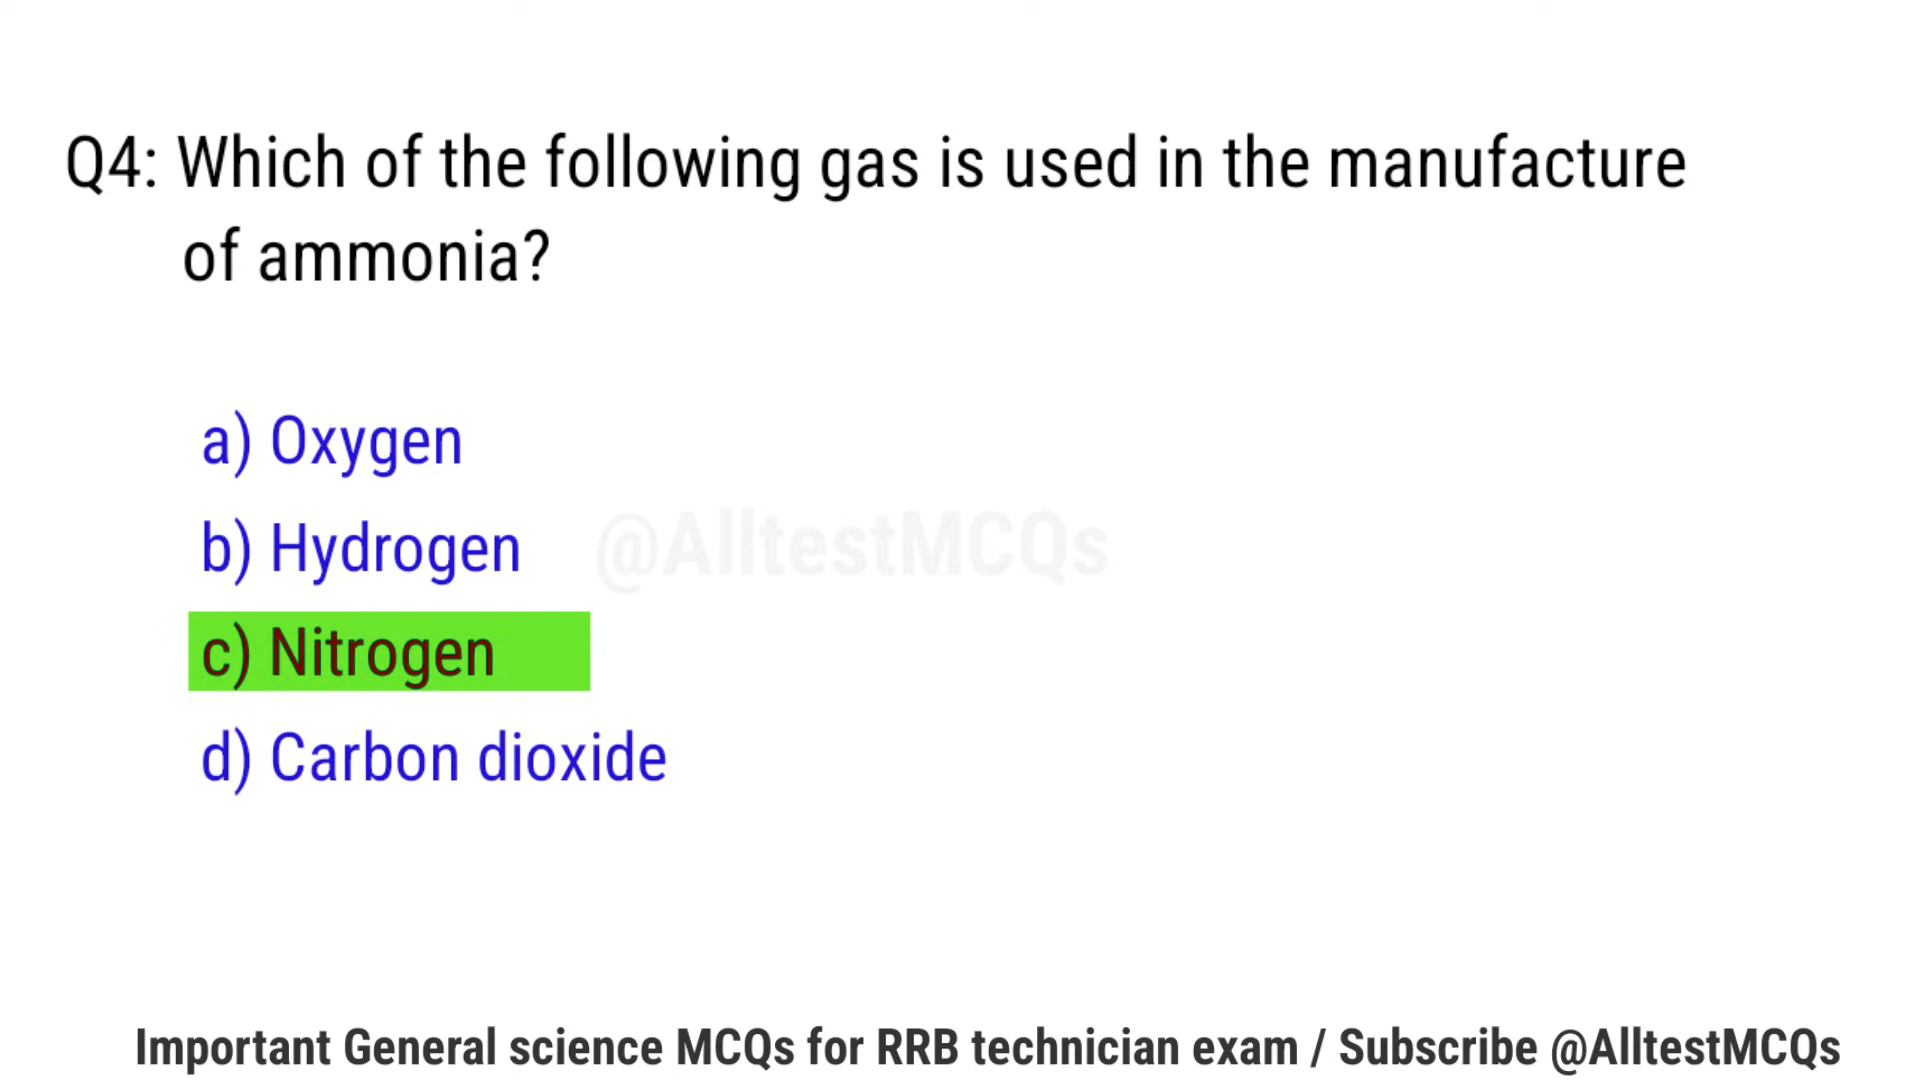 Q4: Which of the following gas is used in the manufacture
of ammonia?
a) Oxygen
b) Hydrogen
@AlltestMCQs
c) Nitrogen
d) Carbon dioxide
Important General science MCQs for RRB technician exam / Subscribe @AlltestMCQs